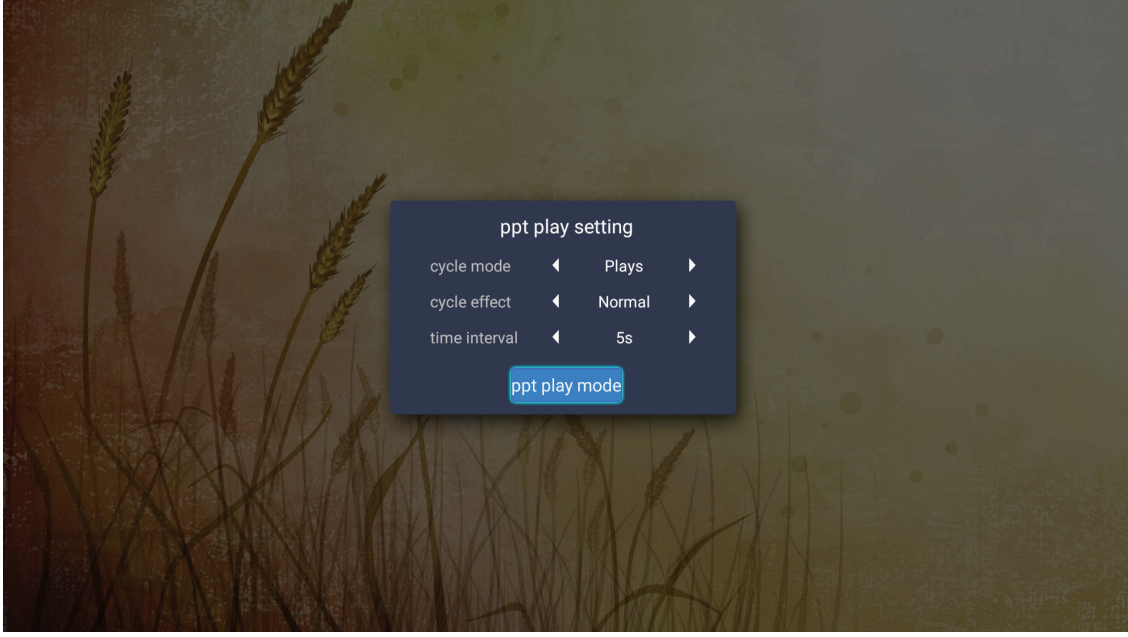 ppt play setting
cycle mode Plays
cycle effect Normal
time interval 5s
ppt play mode